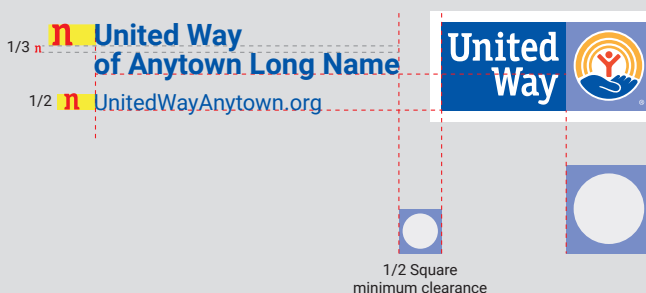 n United Way
1/3 n
of Anytown Long Name
1/2 n UnitedWayAnytown.org
United
Way
®
1/2 Square
minimum clearance